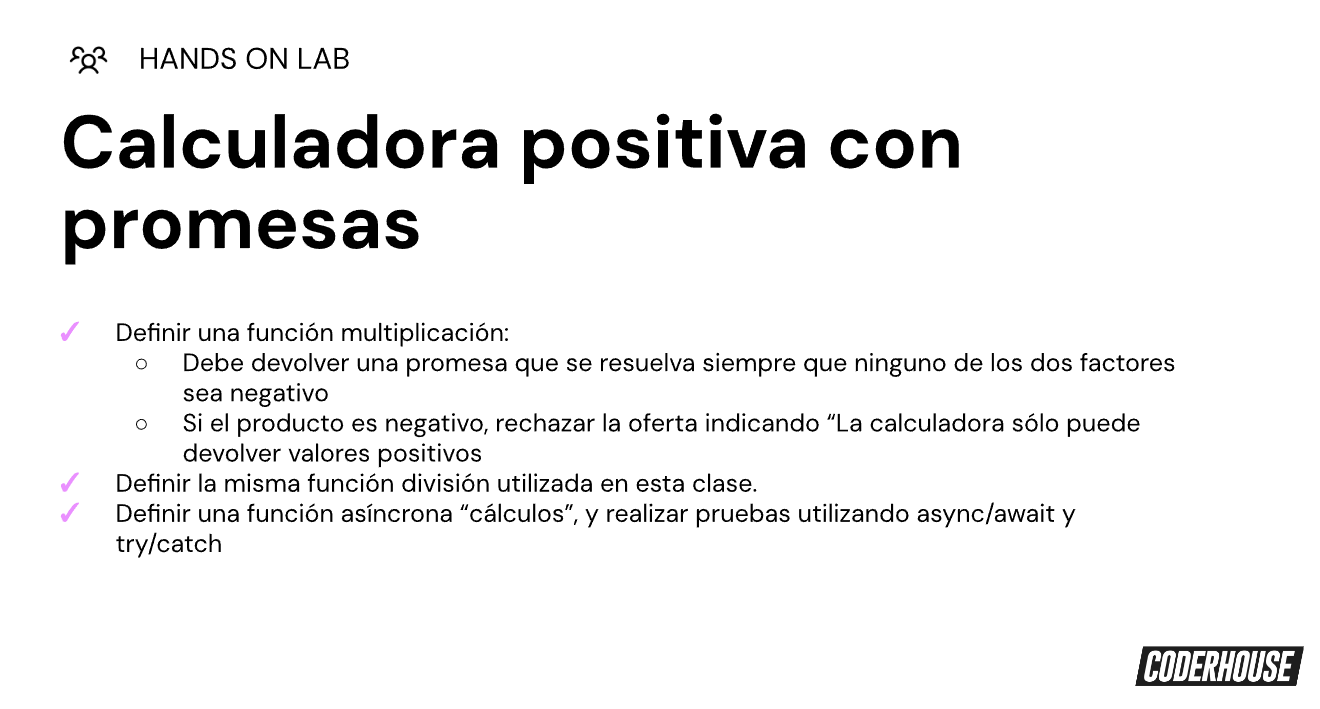 HANDS ON LAB
Calculadora positiva con
promesas
✓ Definir una función multiplicación:
○ Debe devolver una promesa que se resuelva siempre que ninguno de los dos factores
sea negativo
○ Si el producto es negativo, rechazar la oferta indicando “La calculadora sólo puede
devolver valores positivos
✓ Definir la misma función división utilizada en esta clase.
✓ Definir una función asíncrona “cálculos”, y realizar pruebas utilizando async/await y
try/catch
CODERHOUSE